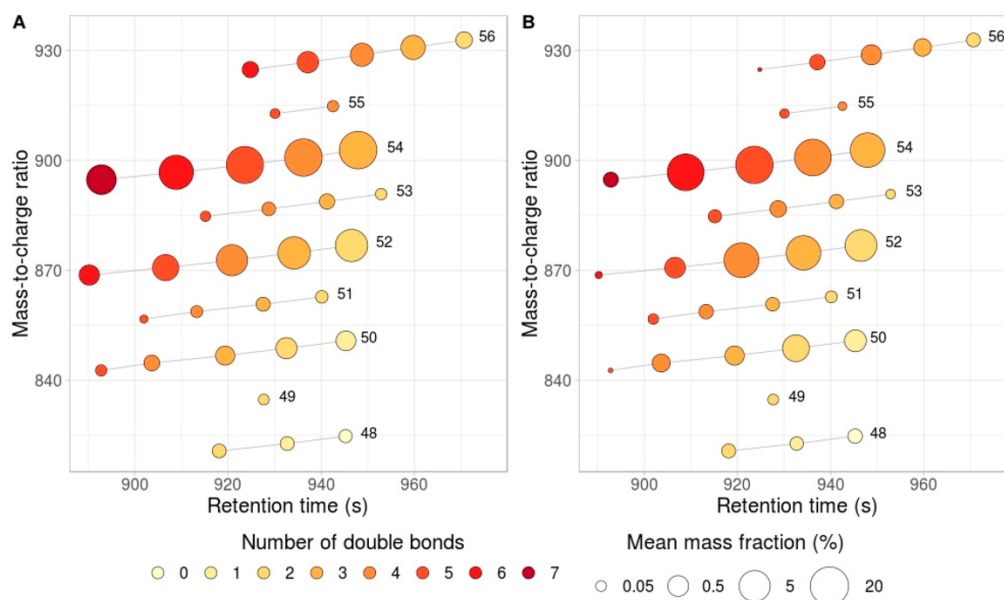 A
B
Mass-to-charge ratio
930
900
870
840
56
55
54
53
52
51
50
49
48
900 920 940 960
Retention time (s)
Mass-to-charge ratio
930
900
870
840
56
55
54
53
52
51
50
49
48
900 920 940 960
Retention time (s)
Number of double bonds
0 1 2 3 4 5 6 7
Mean mass fraction (%)
0.05 0.5 5 20